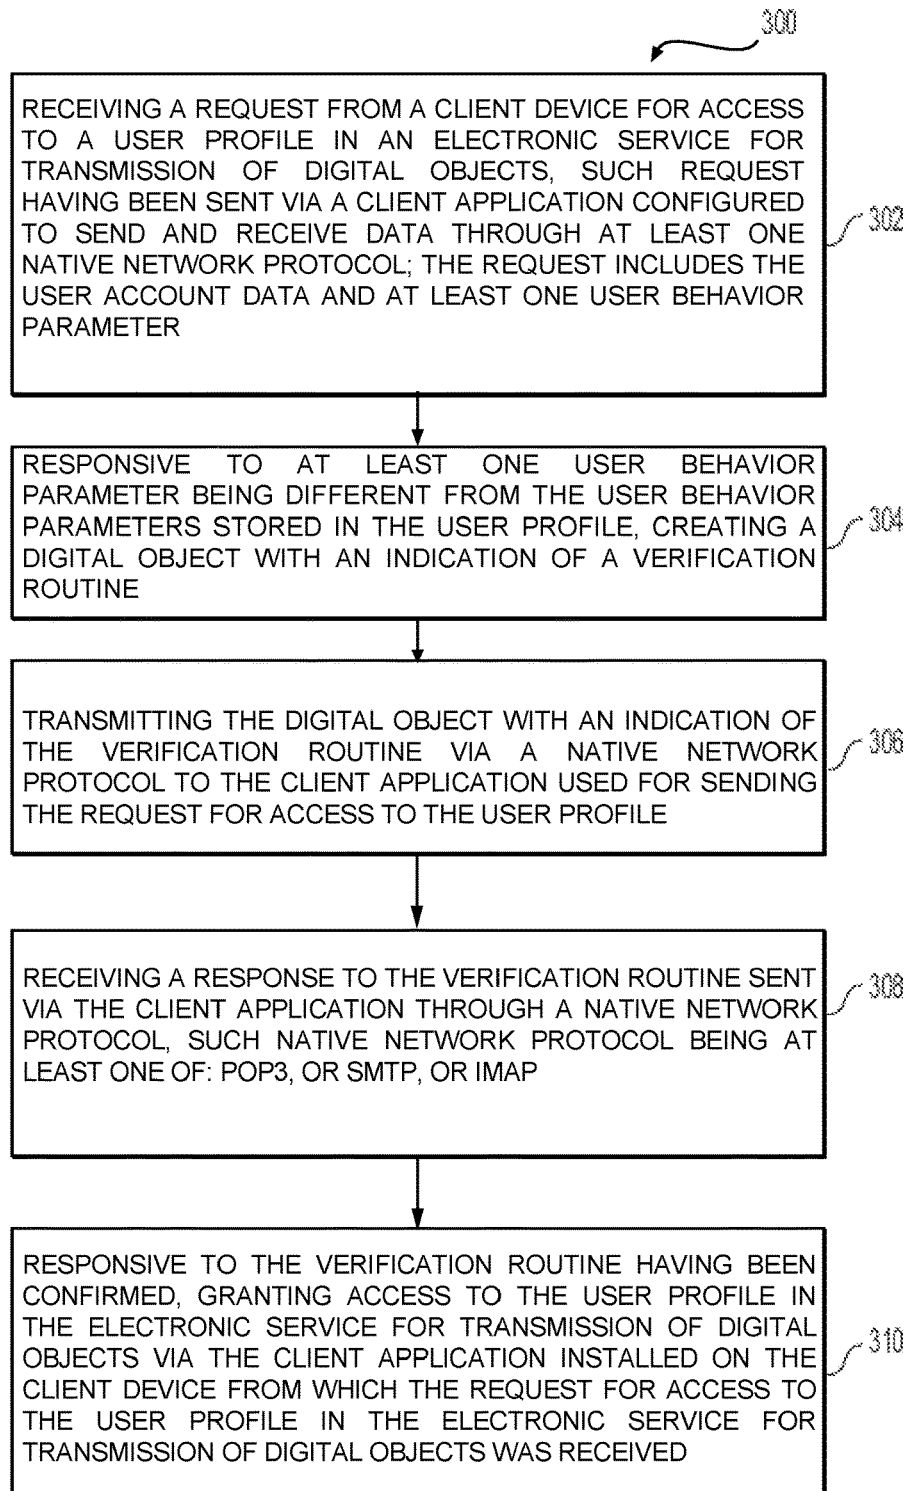 300
RECEIVING A REQUEST FROM A CLIENT DEVICE FOR ACCESS
TO A USER PROFILE IN AN ELECTRONIC SERVICE FOR
TRANSMISSION OF DIGITAL OBJECTS, SUCH REQUEST
HAVING BEEN SENT VIA A CLIENT APPLICATION CONFIGURED
TO SEND AND RECEIVE DATA THROUGH AT LEAST ONE
NATIVE NETWORK PROTOCOL; THE REQUEST INCLUDES THE
USER ACCOUNT DATA AND AT LEAST ONE USER BEHAVIOR
PARAMETER
302
RESPONSIVE TO AT LEAST ONE USER BEHAVIOR
PARAMETER BEING DIFFERENT FROM THE USER BEHAVIOR
PARAMETERS STORED IN THE USER PROFILE, CREATING A
DIGITAL OBJECT WITH AN INDICATION OF A VERIFICATION
ROUTINE
304
TRANSMITTING THE DIGITAL OBJECT WITH AN INDICATION OF
THE VERIFICATION ROUTINE VIA A NATIVE NETWORK
PROTOCOL TO THE CLIENT APPLICATION USED FOR SENDING
THE REQUEST FOR ACCESS TO THE USER PROFILE
306
RECEIVING A RESPONSE TO THE VERIFICATION ROUTINE SENT
VIA THE CLIENT APPLICATION THROUGH A NATIVE NETWORK
PROTOCOL, SUCH NATIVE NETWORK PROTOCOL BEING AT
LEAST ONE OF: POP3, OR SMTP, OR IMAP
308
RESPONSIVE TO THE VERIFICATION ROUTINE HAVING BEEN
CONFIRMED, GRANTING ACCESS TO THE USER PROFILE IN
THE ELECTRONIC SERVICE FOR TRANSMISSION OF DIGITAL
OBJECTS VIA THE CLIENT APPLICATION INSTALLED ON THE
CLIENT DEVICE FROM WHICH THE REQUEST FOR ACCESS TO
THE USER PROFILE IN THE ELECTRONIC SERVICE FOR
TRANSMISSION OF DIGITAL OBJECTS WAS RECEIVED
310